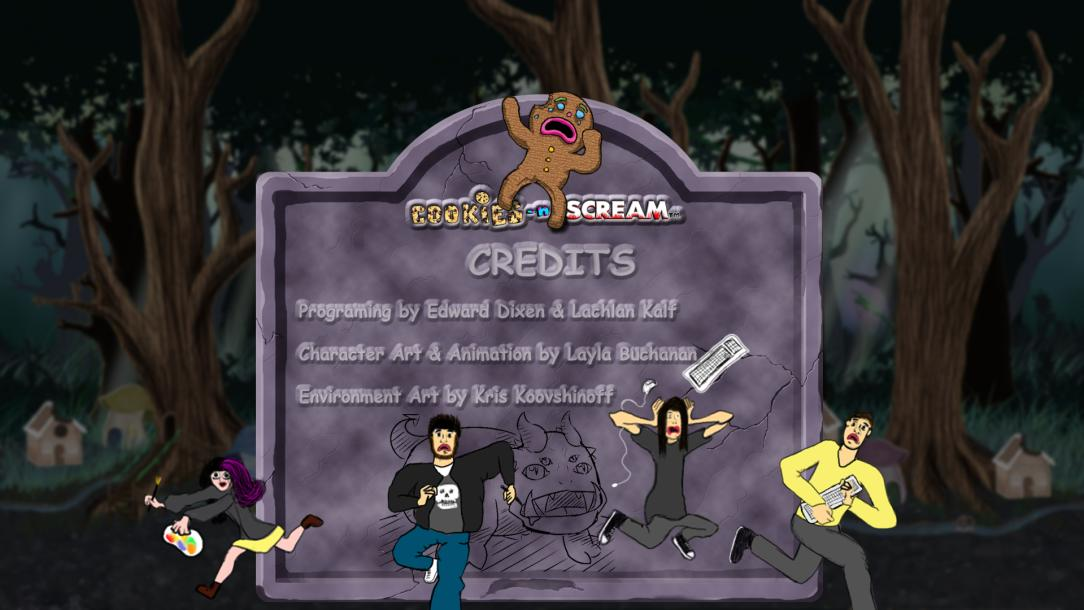 COOKIES -n- SCREAM™
CREDITS
Programing by Edward Dixen & Lachlan Kalf
Character Art & Animation by Layla Buchanan
Environment Art by Kris Koovshinoff